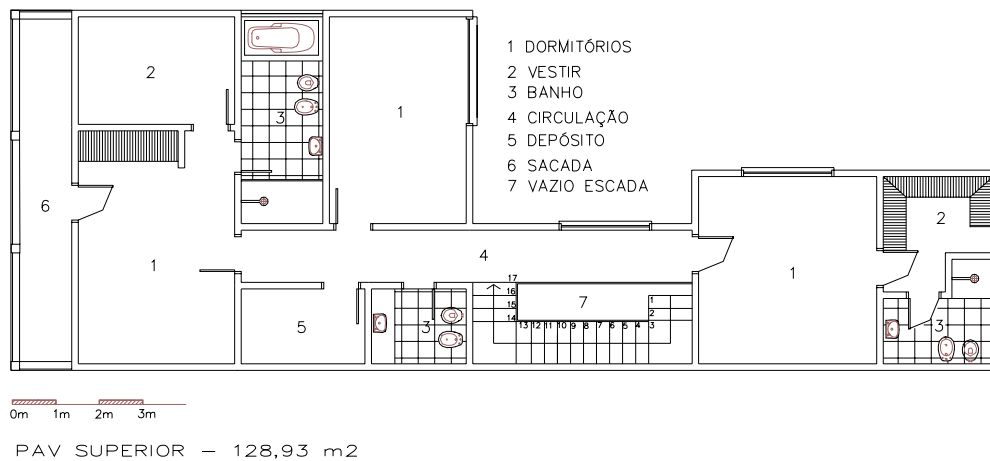 1 DORMITÓRIOS
2 VESTIR
3 BANHO
4 CIRCULAÇÃO
5 DEPÓSITO
6 SACADA
7 VAZIO ESCADA
2
3
1
6
1
4
1
2
5
3
7
3
17
16
15
14
13 12 11 10 9 8 7 6 5 4 3
2
1
0m 1m 2m 3m
PAV SUPERIOR – 128,93 m2